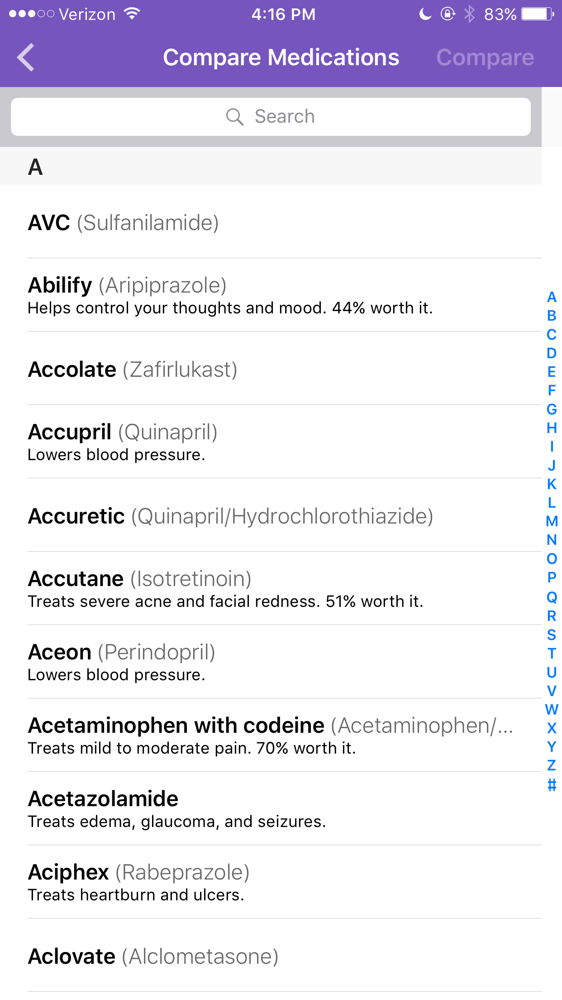 Verizon 4:16 PM 83%
Compare Medications Compare
Search
A
AVC (Sulfanilamide)
Abilify (Aripiprazole)
Helps control your thoughts and mood. 44% worth it.
Accolate (Zafirlukast)
Accupril (Quinapril)
Lowers blood pressure.
Accuretic (Quinapril/Hydrochlorothiazide)
Accutane (Isotretinoin)
Treats severe acne and facial redness. 51% worth it.
Aceon (Perindopril)
Lowers blood pressure.
Acetaminophen with codeine (Acetaminophen/...
Treats mild to moderate pain. 70% worth it.
Acetazolamide
Treats edema, glaucoma, and seizures.
Aciphex (Rabeprazole)
Treats heartburn and ulcers.
Aclovate (Alclometasone)
A
B
C
D
E
F
G
H
I
J
K
L
M
N
O
P
Q
R
S
T
U
V
W
X
Y
Z
#